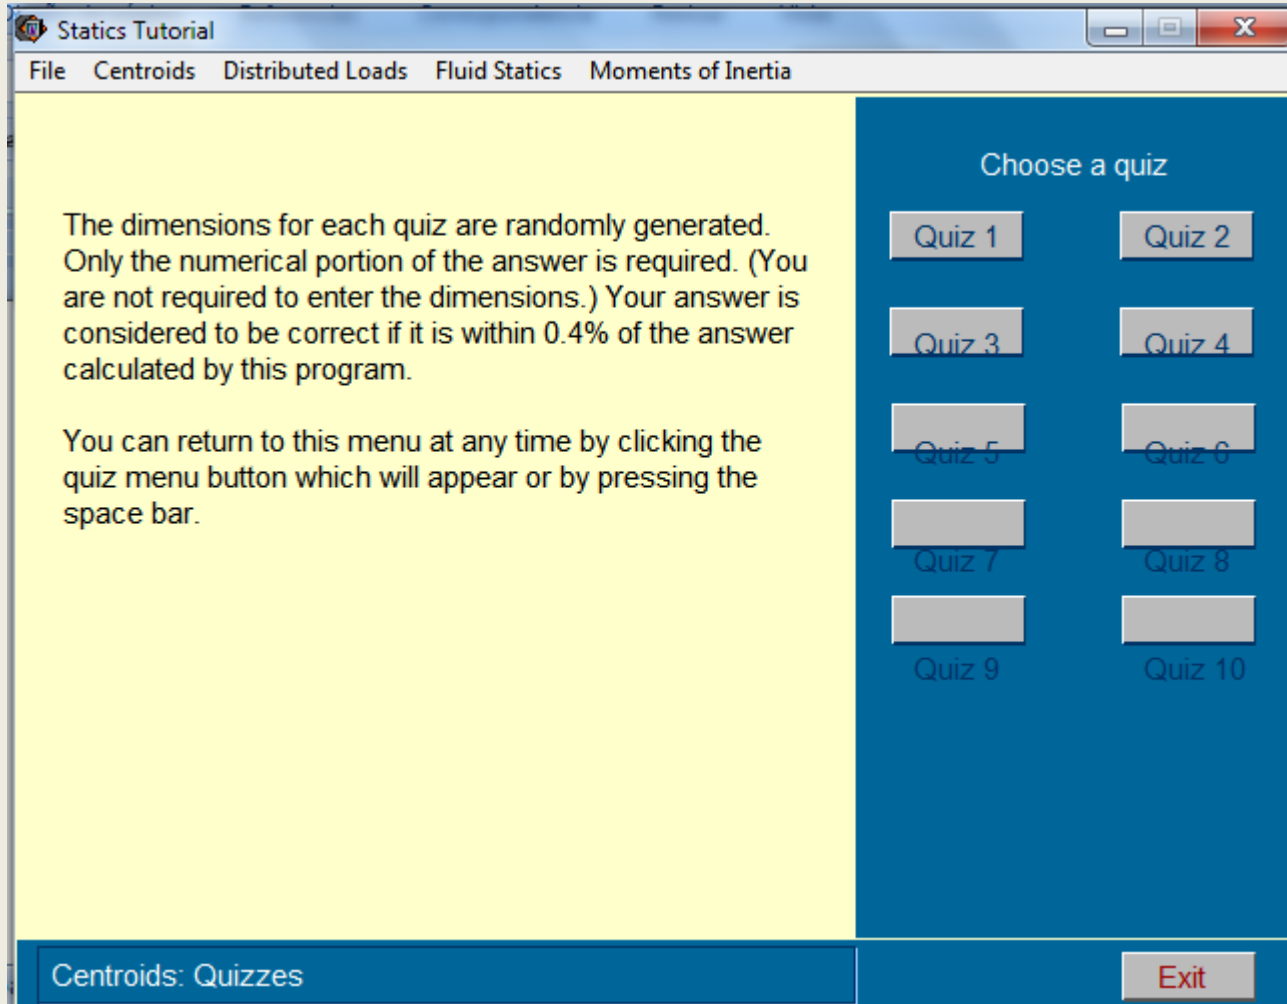 Statics Tutorial
File Centroids Distributed Loads Fluid Statics Moments of Inertia
The dimensions for each quiz are randomly generated.
Only the numerical portion of the answer is required. (You
are not required to enter the dimensions.) Your answer is
considered to be correct if it is within 0.4% of the answer
calculated by this program.
You can return to this menu at any time by clicking the
quiz menu button which will appear or by pressing the
space bar.
Choose a quiz
Quiz 1 Quiz 2
Quiz 3 Quiz 4
Quiz 5 Quiz 6
Quiz 7 Quiz 8
Quiz 9 Quiz 10
Centroids: Quizzes
Exit